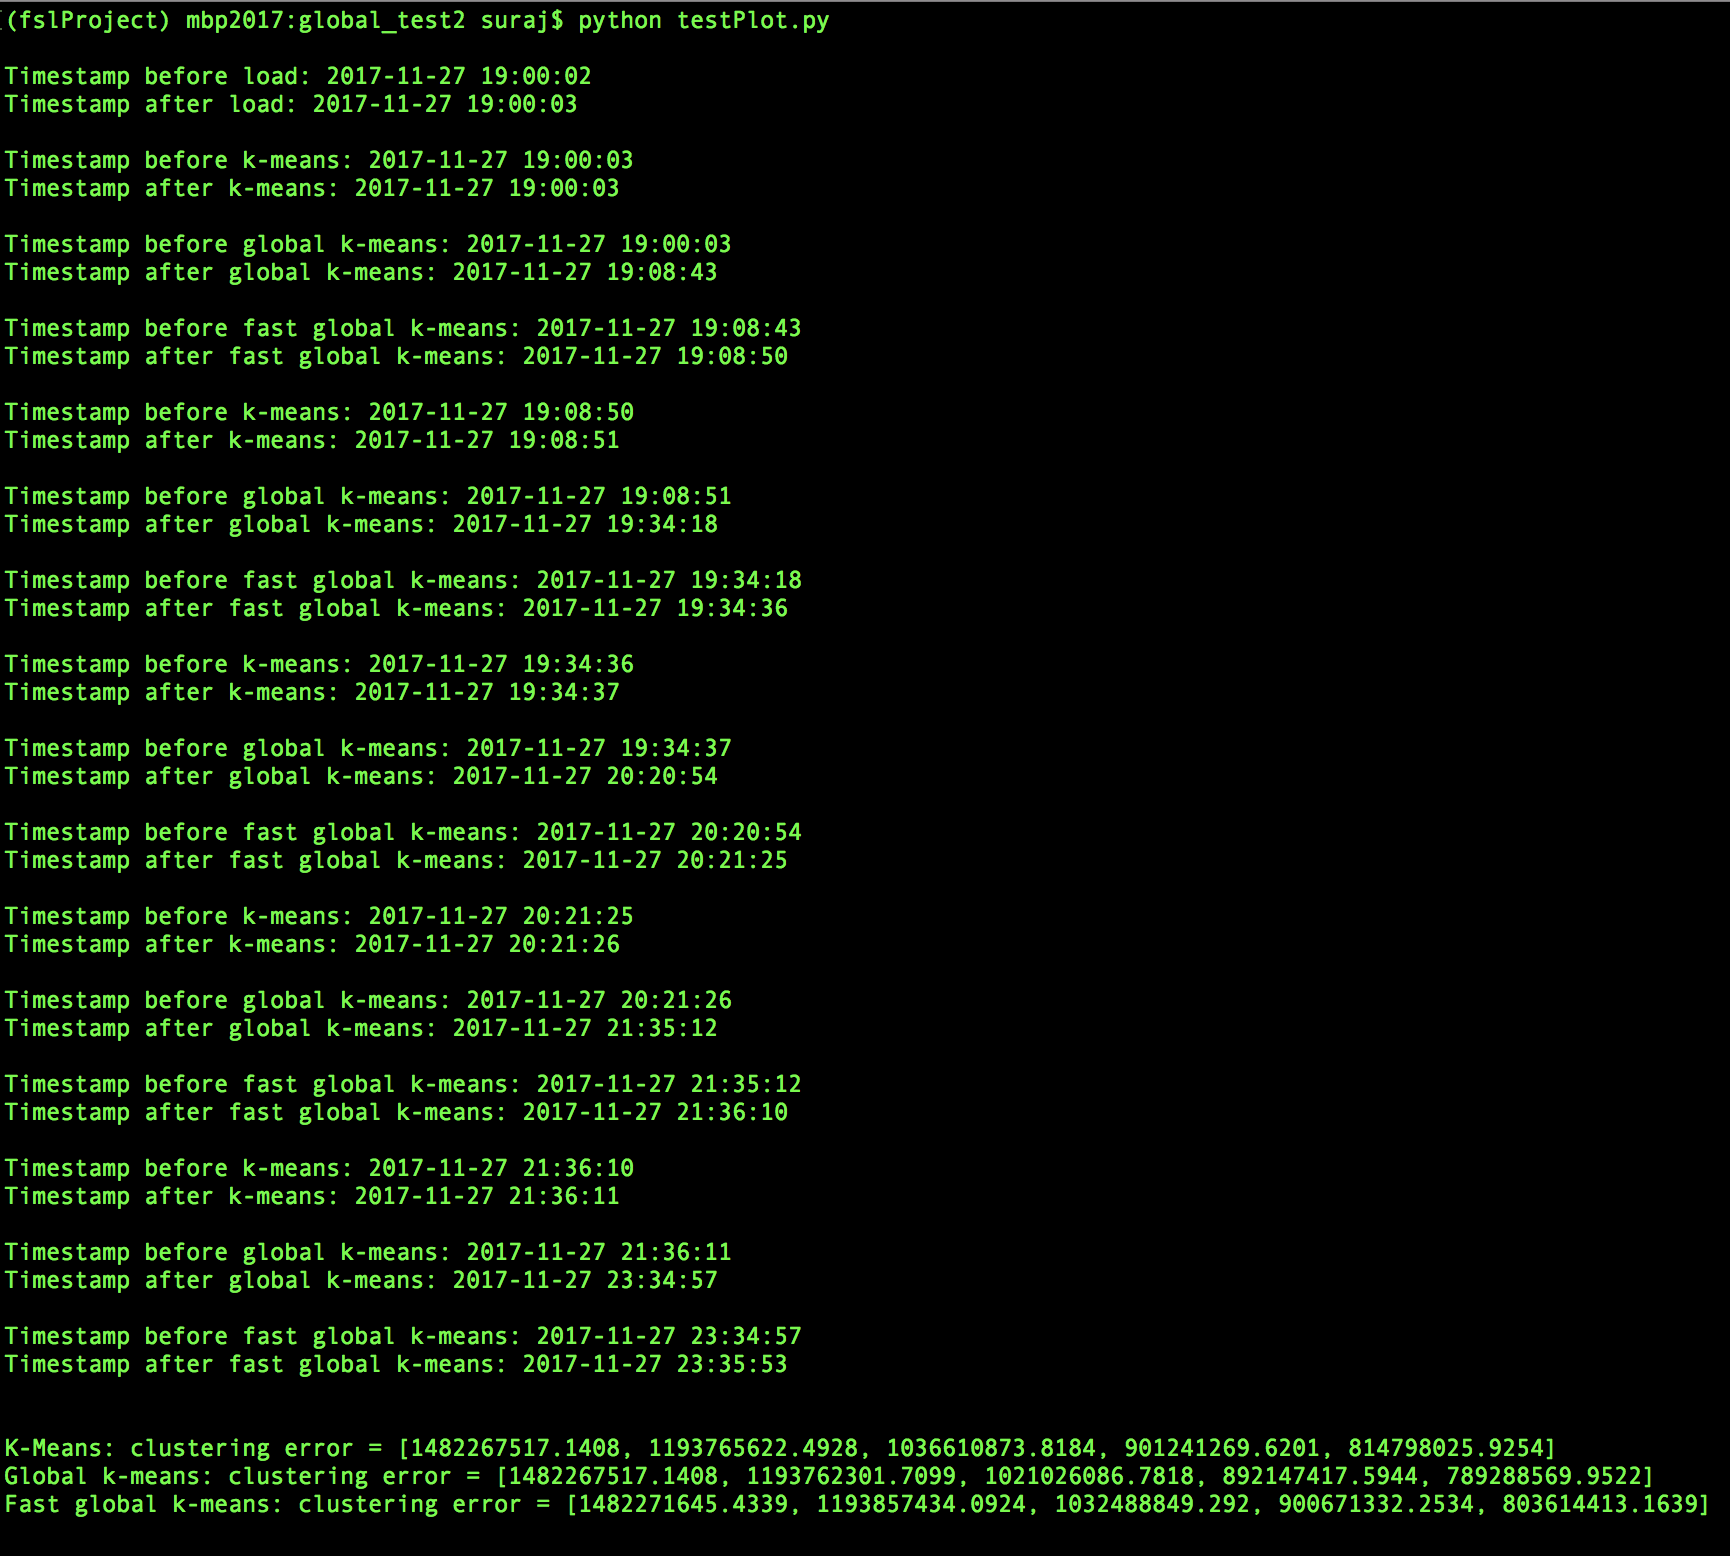 (fslProject) mbp2017:global_test2 suraj$ python testPlot.py
Timestamp before load: 2017-11-27 19:00:02
Timestamp after load: 2017-11-27 19:00:03
Timestamp before k-means: 2017-11-27 19:00:03
Timestamp after k-means: 2017-11-27 19:00:03
Timestamp before global k-means: 2017-11-27 19:00:03
Timestamp after global k-means: 2017-11-27 19:08:43
Timestamp before fast global k-means: 2017-11-27 19:08:43
Timestamp after fast global k-means: 2017-11-27 19:08:50
Timestamp before k-means: 2017-11-27 19:08:50
Timestamp after k-means: 2017-11-27 19:08:51
Timestamp before global k-means: 2017-11-27 19:08:51
Timestamp after global k-means: 2017-11-27 19:34:18
Timestamp before fast global k-means: 2017-11-27 19:34:18
Timestamp after fast global k-means: 2017-11-27 19:34:36
Timestamp before k-means: 2017-11-27 19:34:36
Timestamp after k-means: 2017-11-27 19:34:37
Timestamp before global k-means: 2017-11-27 19:34:37
Timestamp after global k-means: 2017-11-27 20:20:54
Timestamp before fast global k-means: 2017-11-27 20:20:54
Timestamp after fast global k-means: 2017-11-27 20:21:25
Timestamp before k-means: 2017-11-27 20:21:25
Timestamp after k-means: 2017-11-27 20:21:26
Timestamp before global k-means: 2017-11-27 20:21:26
Timestamp after global k-means: 2017-11-27 21:35:12
Timestamp before fast global k-means: 2017-11-27 21:35:12
Timestamp after fast global k-means: 2017-11-27 21:36:10
Timestamp before k-means: 2017-11-27 21:36:10
Timestamp after k-means: 2017-11-27 21:36:11
Timestamp before global k-means: 2017-11-27 21:36:11
Timestamp after global k-means: 2017-11-27 23:34:57
Timestamp before fast global k-means: 2017-11-27 23:34:57
Timestamp after fast global k-means: 2017-11-27 23:35:53
K-Means: clustering error = [1482267517.1408, 1193765622.4928, 1036610873.8184, 901241269.6201, 814798025.9254]
Global k-means: clustering error = [1482267517.1408, 1193762301.7099, 1021026086.7818, 892147417.5944, 789288569.9522]
Fast global k-means: clustering error = [1482271645.4339, 1193857434.0924, 1032488849.292, 900671332.2534, 803614413.1639]